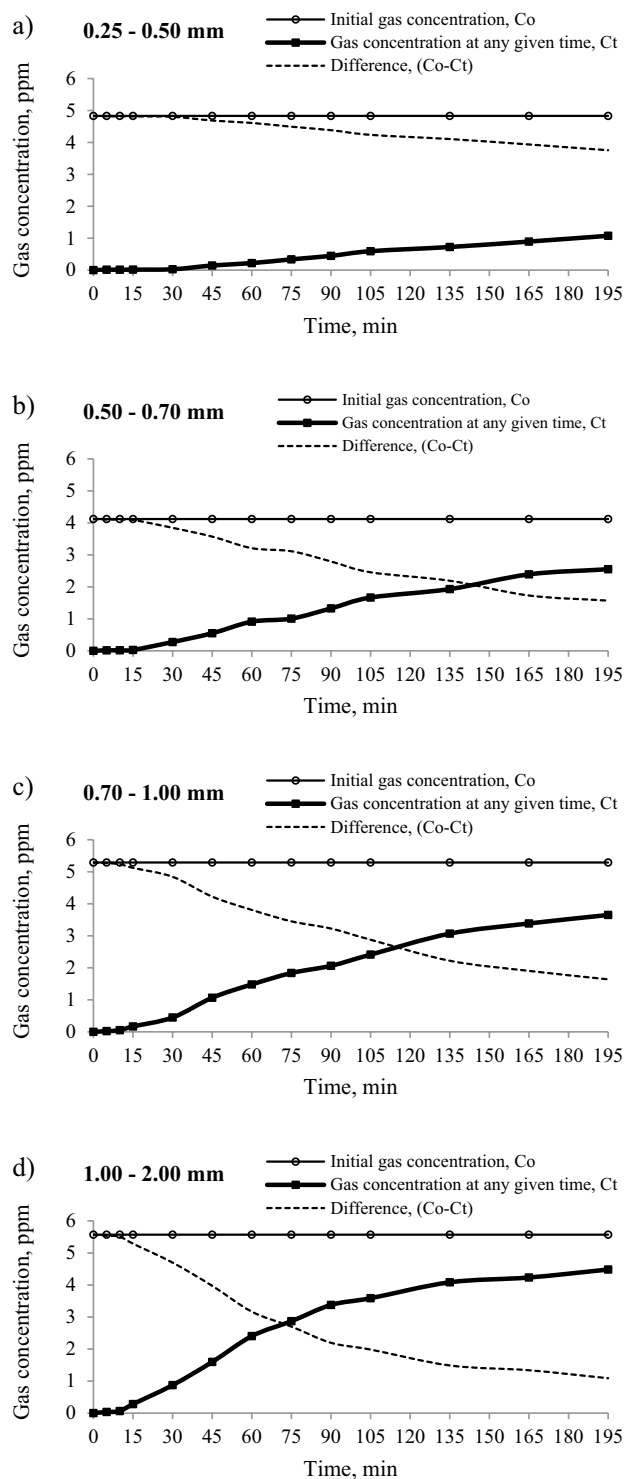 a)
0.25 - 0.50 mm
Initial gas concentration, Co
Gas concentration at any given time, Ct
Difference, (Co-Ct)
Gas concentration, ppm
6
5
4
3
2
1
0
0 15 30 45 60 75 90 105 120 135 150 165 180 195
Time, min
b)
0.50 - 0.70 mm
Initial gas concentration, Co
Gas concentration at any given time, Ct
Difference, (Co-Ct)
Gas concentration, ppm
6
5
4
3
2
1
0
0 15 30 45 60 75 90 105 120 135 150 165 180 195
Time, min
c)
0.70 - 1.00 mm
Initial gas concentration, Co
Gas concentration at any given time, Ct
Difference, (Co-Ct)
Gas concentration, ppm
6
5
4
3
2
1
0
0 15 30 45 60 75 90 105 120 135 150 165 180 195
Time, min
d)
1.00 - 2.00 mm
Initial gas concentration, Co
Gas concentration at any given time, Ct
Difference, (Co-Ct)
Gas concentration, ppm
6
5
4
3
2
1
0
0 15 30 45 60 75 90 105 120 135 150 165 180 195
Time, min